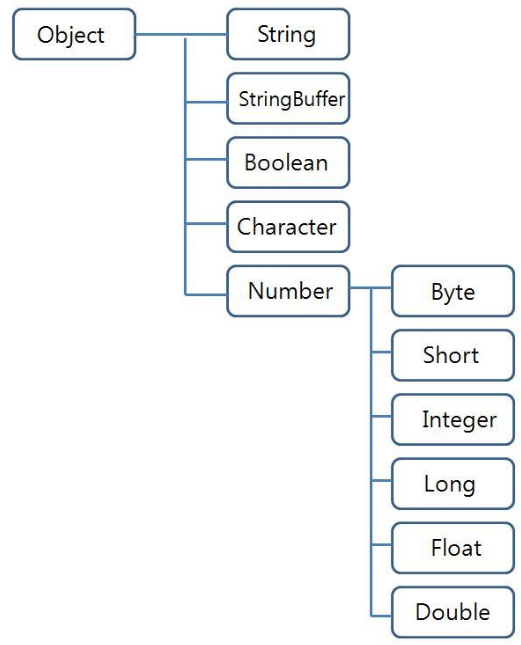 Object
String
StringBuffer
Boolean
Character
Number
Byte
Short
Integer
Long
Float
Double